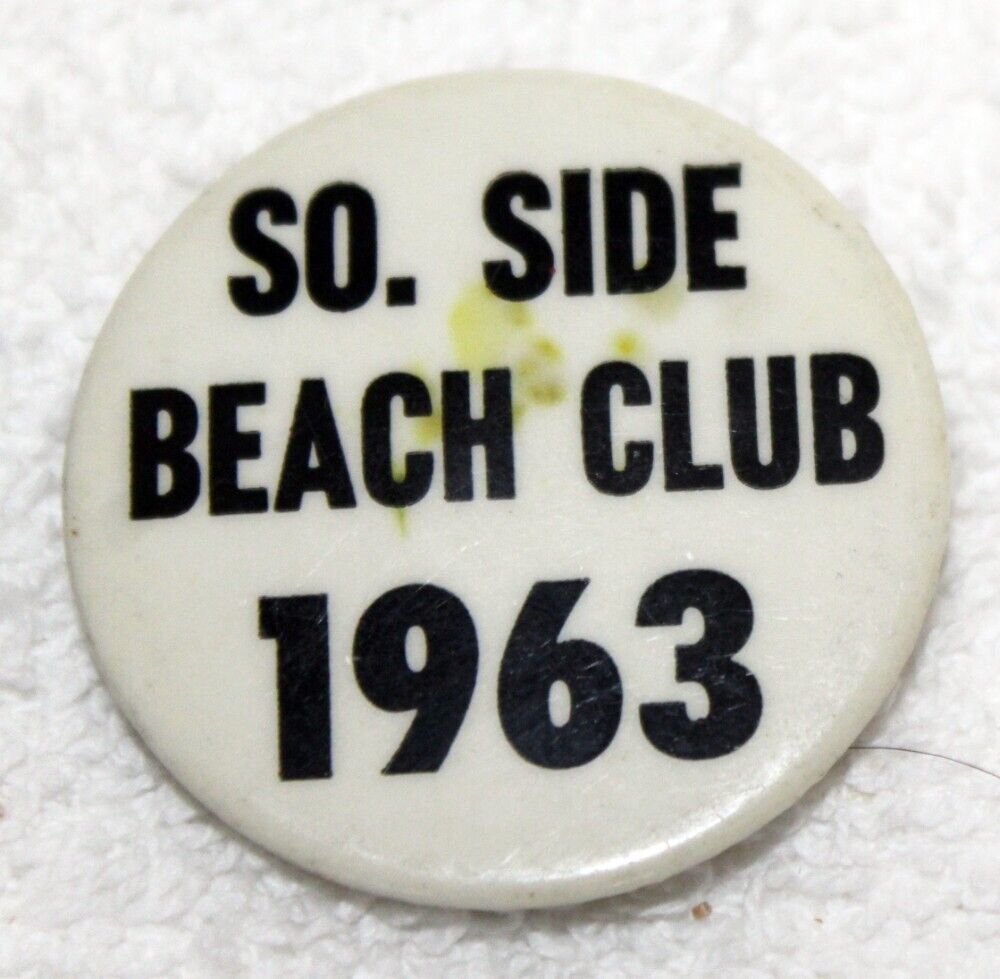 SO. SIDE
BEACH CLUB
1963